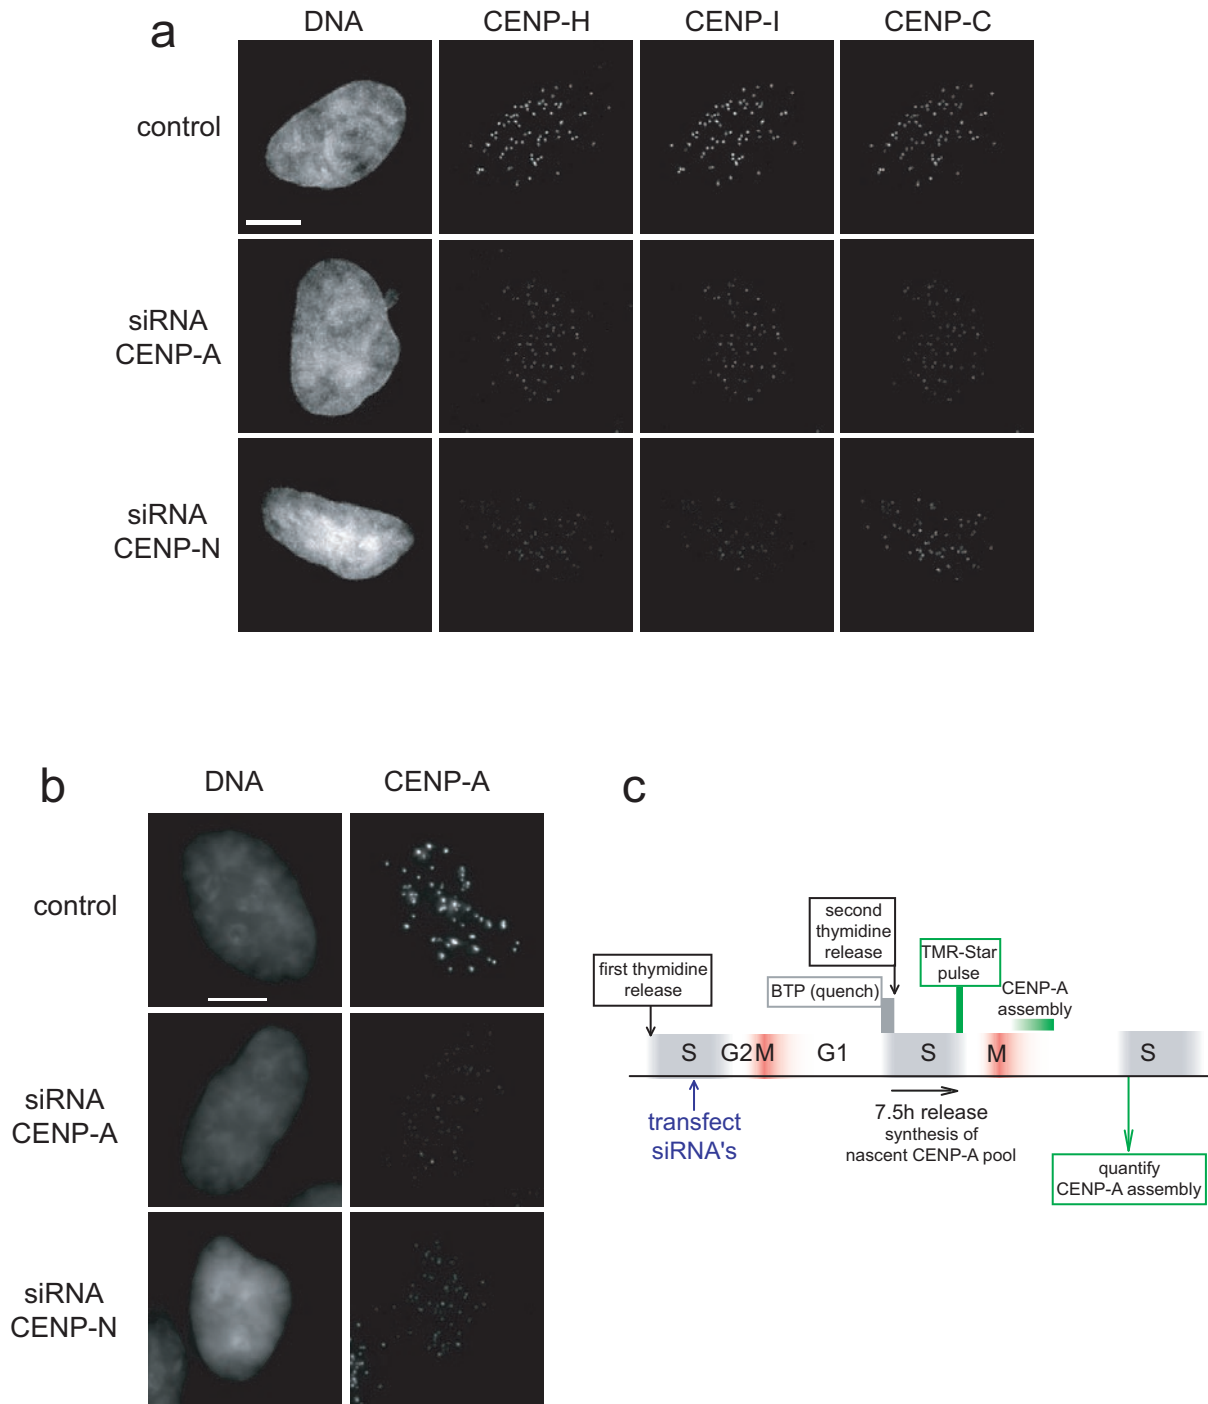 a
DNA
CENP-H
CENP-I
CENP-C
control
siRNA
CENP-A
siRNA
CENP-N
b
DNA
CENP-A
control
siRNA
CENP-A
siRNA
CENP-N
c
first thymidine
release
BTP (quench)
second
thymidine
release
TMR-Star
pulse
CENP-A
assembly
S
G2
M
G1
S
M
S
transfect
siRNA's
7.5h release
synthesis of
nascent CENP-A pool
quantify
CENP-A assembly